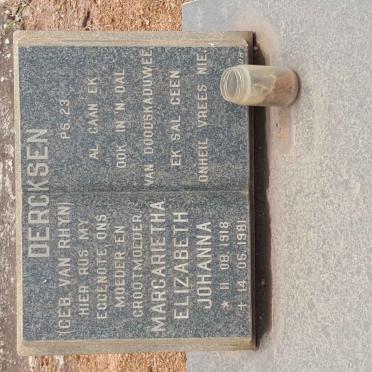 DERCKSEN
(GEB VAN RHYN)
HIER RUS MY
EGGENOTE ONS
MOEDER EN
GROOTMOEDER
MARGARIETHA
ELIZABETH
JOHANNA
* 11. 08. 1918
+ 14. 05. 1981
PS. 23
AL GAAN EK
OOK IN 'N DAL
VAN DOODSKADUWEE
EK SAL GEEN
ONHEIL VREES NIE